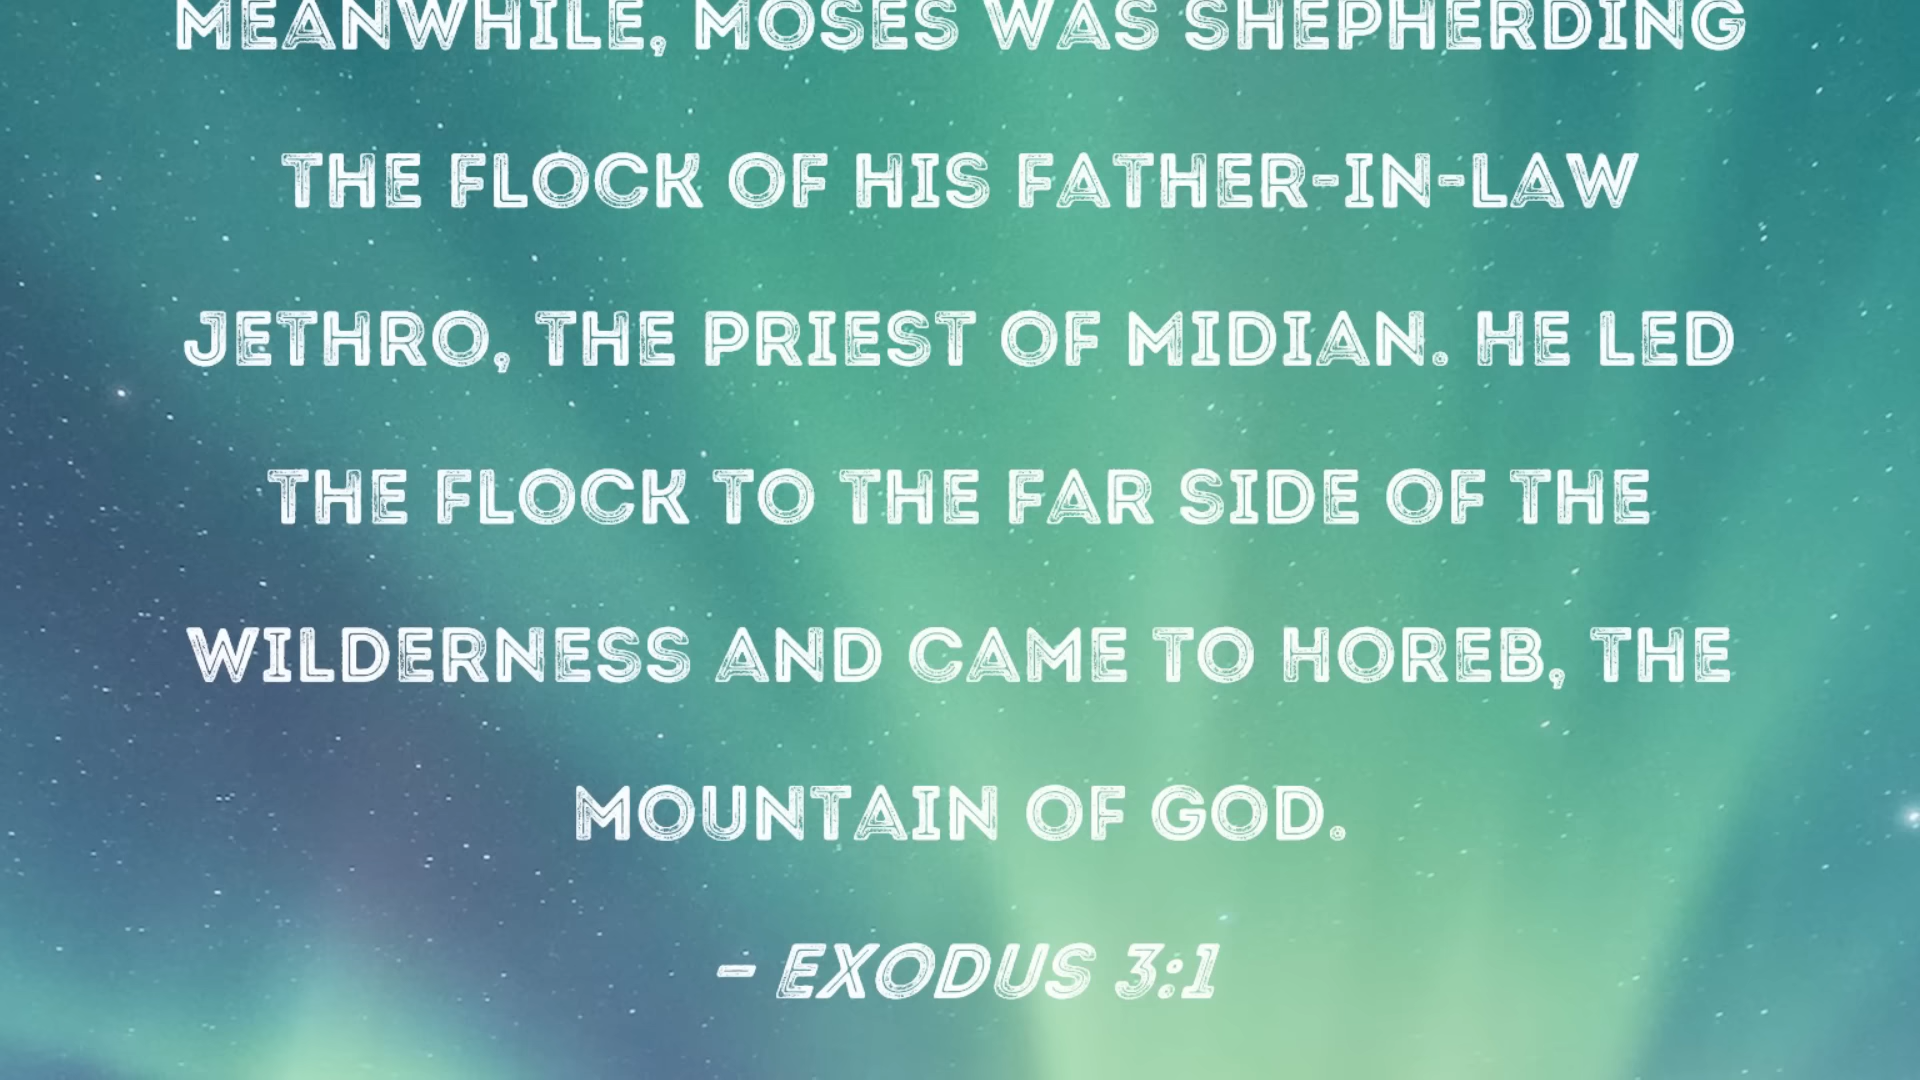 MEANWHILE, MOSES WAS SHEPHERDING
THE FLOCK OF HIS FATHER-IN-LAW
JETHRO, THE PRIEST OF MIDIAN. HE LED
THE FLOCK TO THE FAR SIDE OF THE
WILDERNESS AND CAME TO HOREB, THE
MOUNTAIN OF GOD.
– EXODUS 3:1